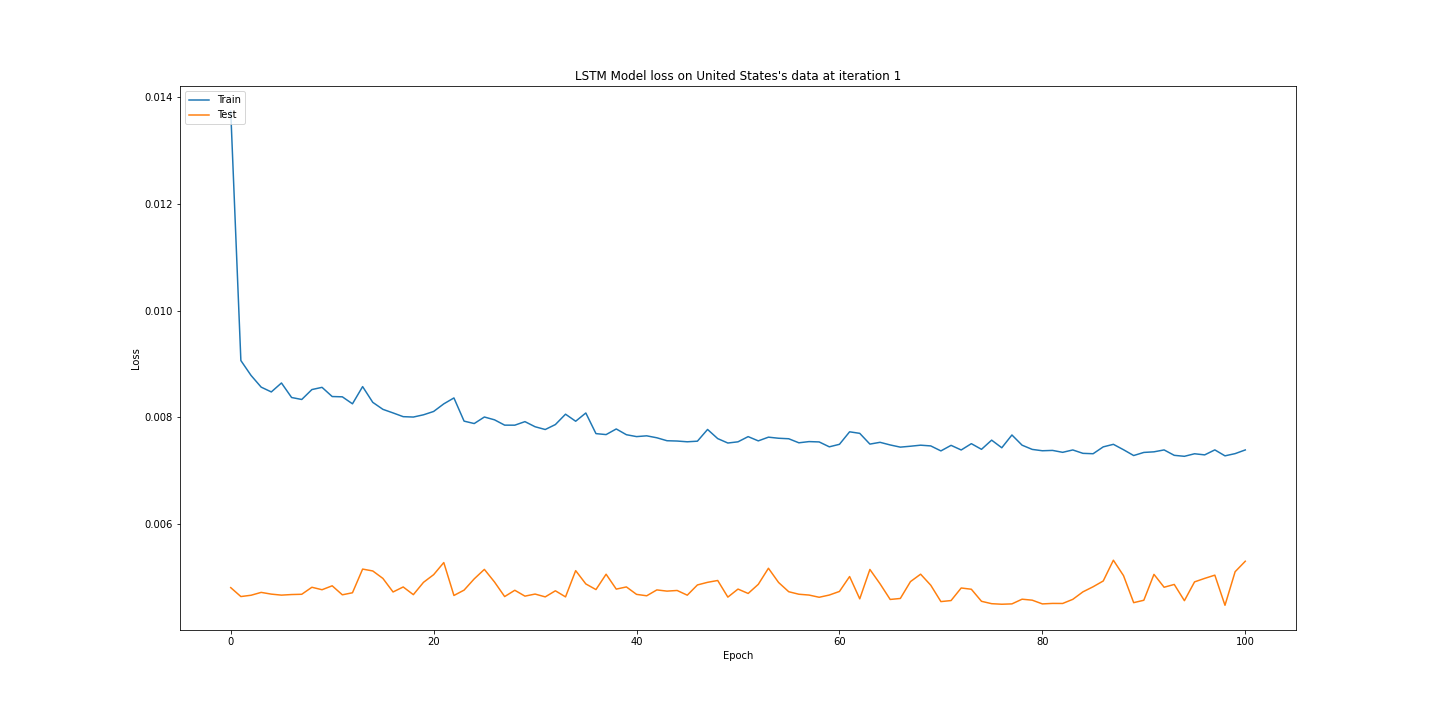 LSTM Model loss on United States's data at iteration 1
Train
Test
0.014
0.012
0.010
0.008
0.006
Loss
0 20 40 60 80 100
Epoch